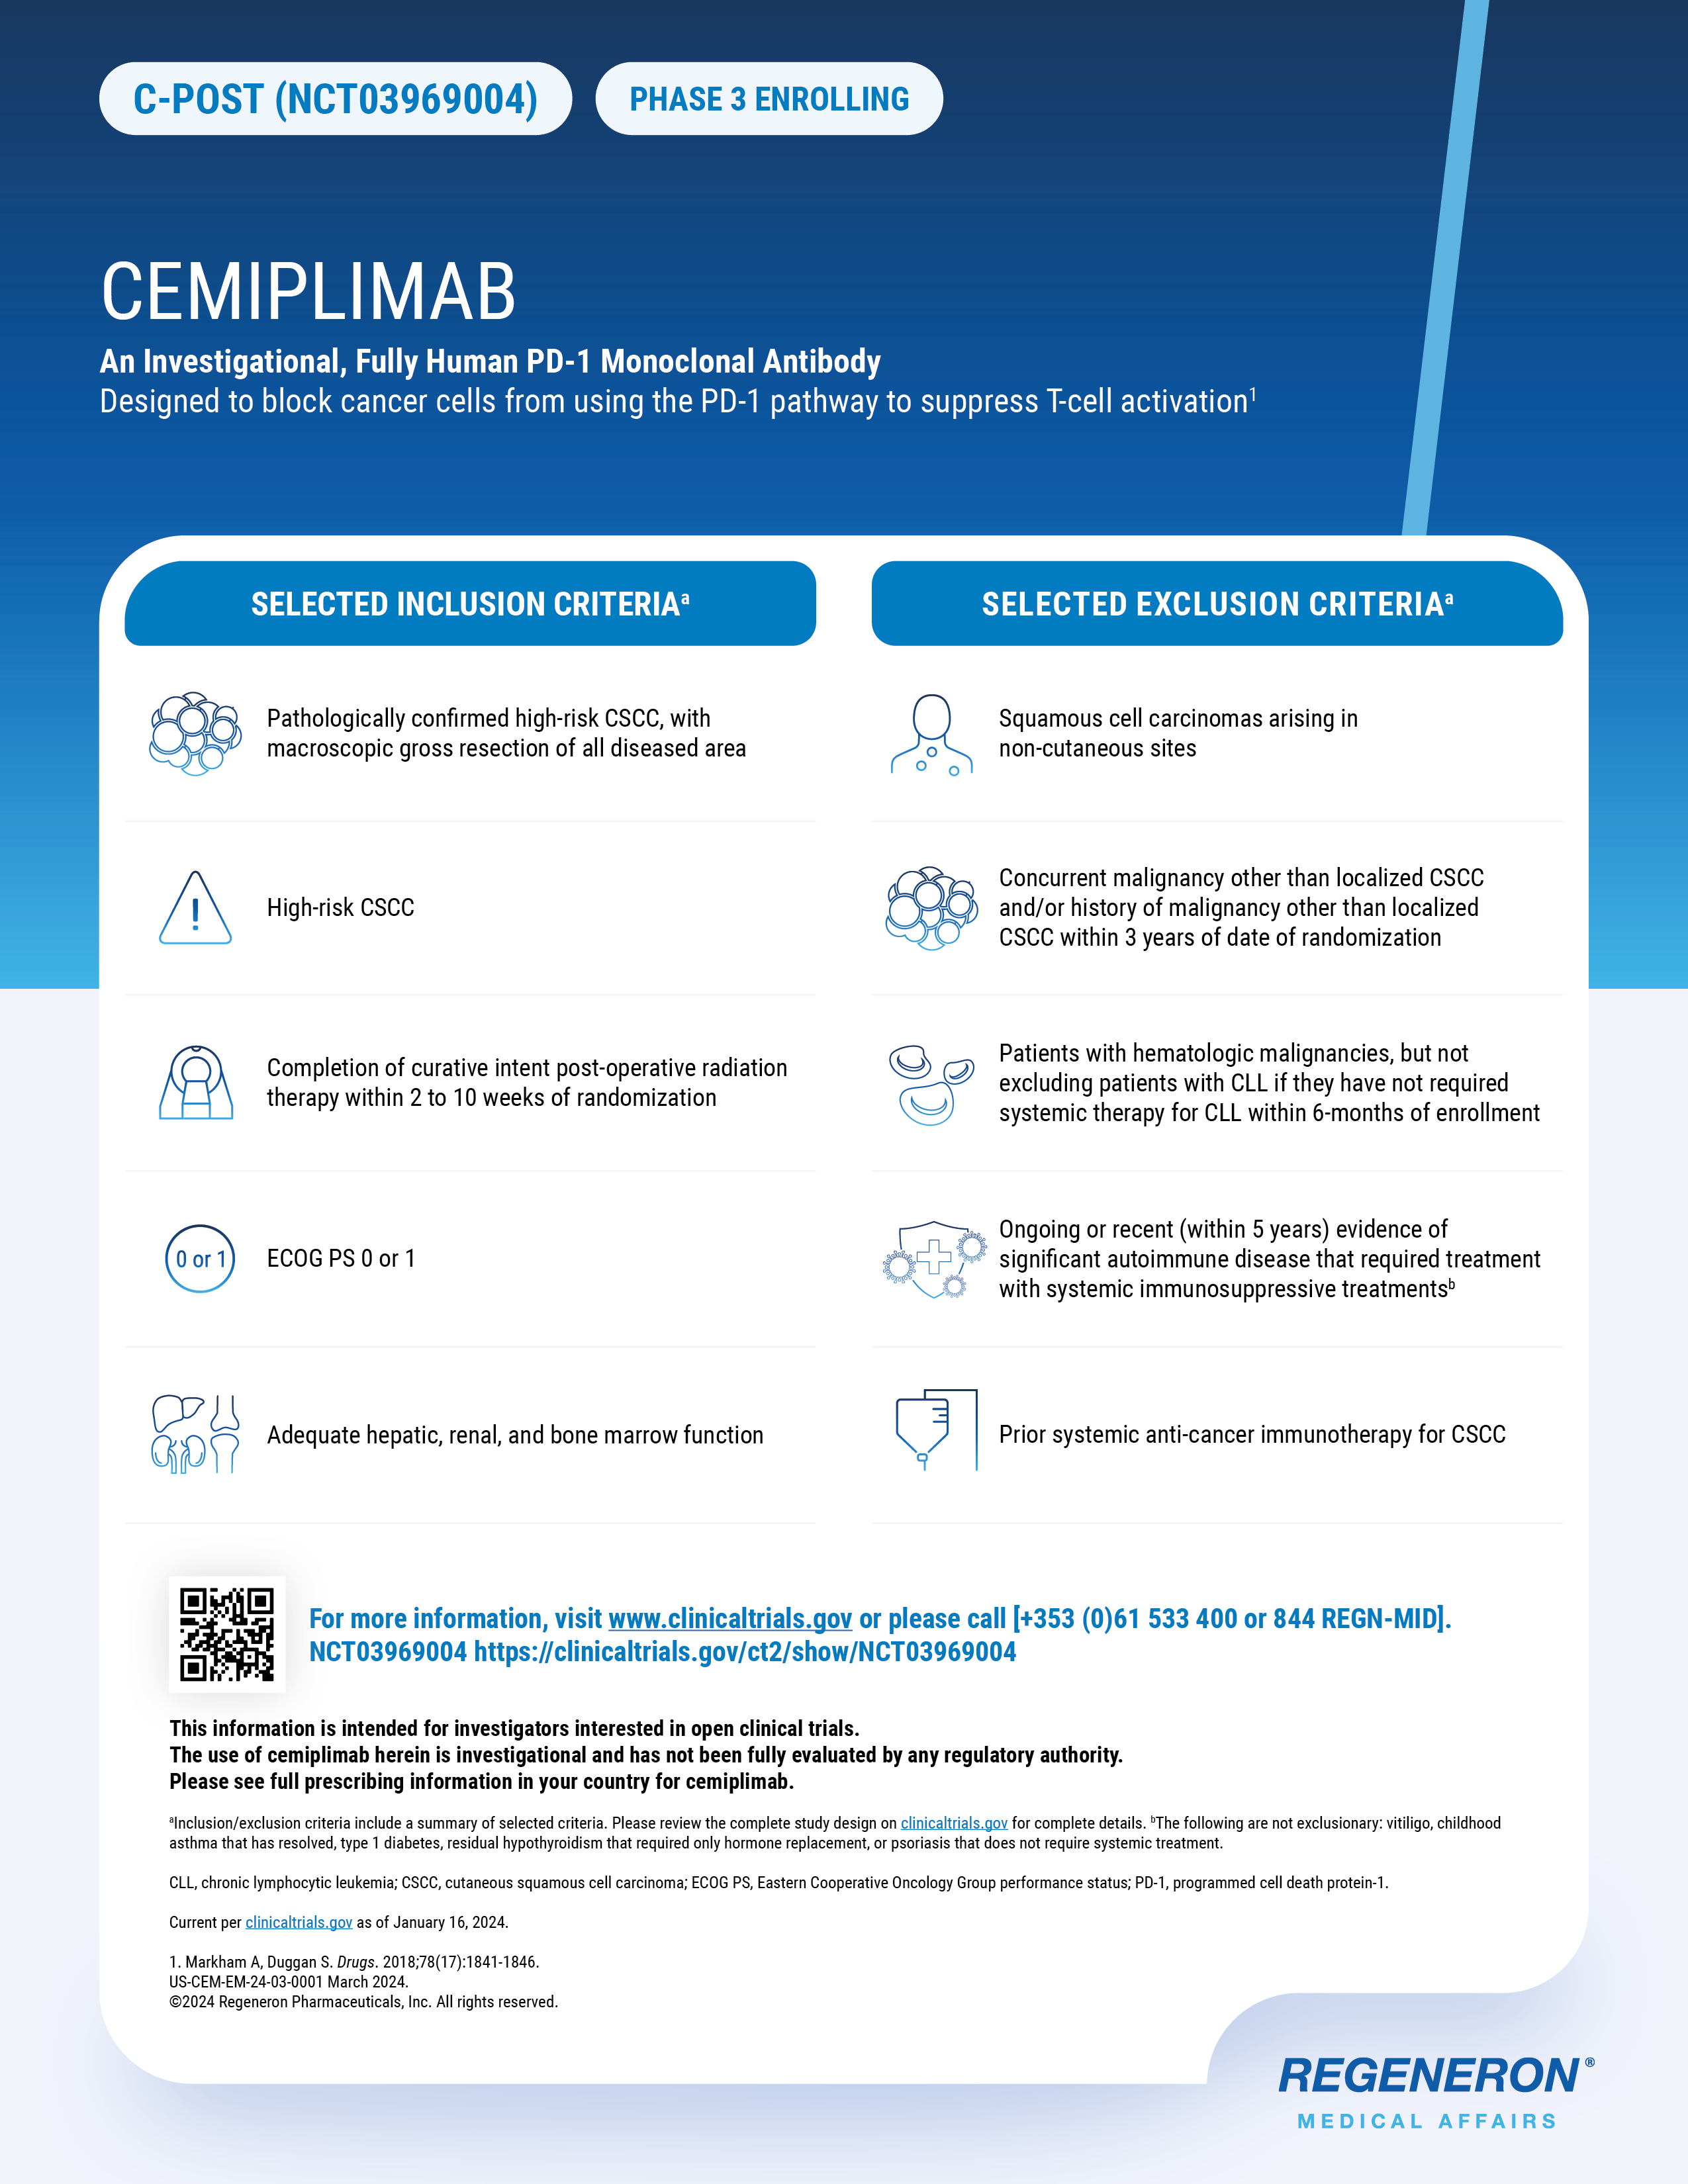 C-POST (NCT03969004)
PHASE 3 ENROLLING
CEMIPLIMAB
An Investigational, Fully Human PD-1 Monoclonal Antibody
Designed to block cancer cells from using the PD-1 pathway to suppress T-cell activation¹
SELECTED INCLUSION CRITERIAᵃ
Pathologically confirmed high-risk CSCC, with
macroscopic gross resection of all diseased area
High-risk CSCC
Completion of curative intent post-operative radiation
therapy within 2 to 10 weeks of randomization
0 or 1
ECOG PS 0 or 1
Adequate hepatic, renal, and bone marrow function
SELECTED EXCLUSION CRITERIAᵃ
Squamous cell carcinomas arising in
non-cutaneous sites
Concurrent malignancy other than localized CSCC
and/or history of malignancy other than localized
CSCC within 3 years of date of randomization
Patients with hematologic malignancies, but not
excluding patients with CLL if they have not required
systemic therapy for CLL within 6-months of enrollment
Ongoing or recent (within 5 years) evidence of
significant autoimmune disease that required treatment
with systemic immunosuppressive treatmentsᵇ
Prior systemic anti-cancer immunotherapy for CSCC
For more information, visit www.clinicaltrials.gov or please call [+353 (0)61 533 400 or 844 REGN-MID].
NCT03969004 https://clinicaltrials.gov/ct2/show/NCT03969004
This information is intended for investigators interested in open clinical trials.
The use of cemiplimab herein is investigational and has not been fully evaluated by any regulatory authority.
Please see full prescribing information in your country for cemiplimab.
ᵃInclusion/exclusion criteria include a summary of selected criteria. Please review the complete study design on clinicaltrials.gov for complete details. ᵇThe following are not exclusionary: vitiligo, childhood
asthma that has resolved, type 1 diabetes, residual hypothyroidism that required only hormone replacement, or psoriasis that does not require systemic treatment.
CLL, chronic lymphocytic leukemia; CSCC, cutaneous squamous cell carcinoma; ECOG PS, Eastern Cooperative Oncology Group performance status; PD-1, programmed cell death protein-1.
Current per clinicaltrials.gov as of January 16, 2024.
1. Markham A, Duggan S. Drugs. 2018;78(17):1841-1846.
US-CEM-EM-24-03-0001 March 2024.
©2024 Regeneron Pharmaceuticals, Inc. All rights reserved.
REGENERON®
MEDICAL AFFAIRS